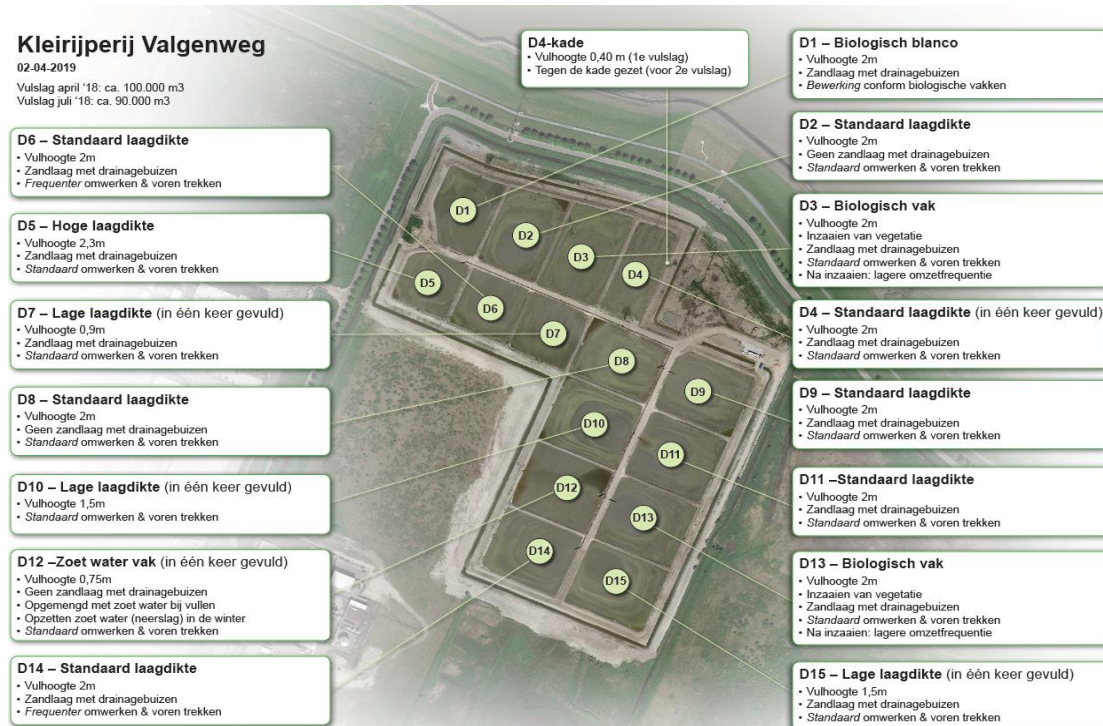 Kleirijperij Valgenweg
02-04-2019
Vulslag april '18: ca. 100.000 m3
Vulslag juli '18: ca. 90.000 m3
D6 – Standaard laagdikte
• Vulhoogte 2m
• Zandlaag met drainagebuizen
• Frequenter omwerken & voren trekken
D5 – Hoge laagdikte
• Vulhoogte 2,3m
• Zandlaag met drainagebuizen
• Standaard omwerken & voren trekken
D7 – Lage laagdikte (in één keer gevuld)
• Vulhoogte 0,9m
• Zandlaag met drainagebuizen
• Standaard omwerken & voren trekken
D8 – Standaard laagdikte
• Vulhoogte 2m
• Geen zandlaag met drainagebuizen
• Standaard omwerken & voren trekken
D10 – Lage laagdikte (in één keer gevuld)
• Vulhoogte 1,5m
• Standaard omwerken & voren trekken
D12 –Zoet water vak (in één keer gevuld)
• Vulhoogte 0,75m
• Geen zandlaag met drainagebuizen
• Opgemengd met zoet water bij vullen
• Opzetten zoet water (neerslag) in de winter
• Standaard omwerken & voren trekken
D14 – Standaard laagdikte
• Vulhoogte 2m
• Zandlaag met drainagebuizen
• Frequenter omwerken & voren trekken
D4-kade
• Vulhoogte 0,40 m (1e vulslag)
• Tegen de kade gezet (voor 2e vulslag)
D1
D2
D3
D4
D5
D6
D7
D8
D9
D10
D11
D12
D13
D14
D15
D1 – Biologisch blanco
• Vulhoogte 2m
• Zandlaag met drainagebuizen
• Bewerking conform biologische vakken
D2 – Standaard laagdikte
• Vulhoogte 2m
• Geen zandlaag met drainagebuizen
• Standaard omwerken & voren trekken
D3 – Biologisch vak
• Vulhoogte 2m
• Inzaaien van vegetatie
• Zandlaag met drainagebuizen
• Standaard omwerken & voren trekken
• Na inzaaien: lagere omzetfrequentie
D4 – Standaard laagdikte (in één keer gevuld)
• Vulhoogte 2m
• Zandlaag met drainagebuizen
• Standaard omwerken & voren trekken
D9 – Standaard laagdikte
• Vulhoogte 2m
• Zandlaag met drainagebuizen
• Standaard omwerken & voren trekken
D11 –Standaard laagdikte
• Vulhoogte 2m
• Zandlaag met drainagebuizen
• Standaard omwerken & voren trekken
D13 – Biologisch vak
• Vulhoogte 2m
• Inzaaien van vegetatie
• Zandlaag met drainagebuizen
• Standaard omwerken & voren trekken
• Na inzaaien: lagere omzetfrequentie
D15 – Lage laagdikte (in één keer gevuld)
• Vulhoogte 1,5m
• Zandlaag met drainagebuizen
• Standaard omwerken & voren trekken